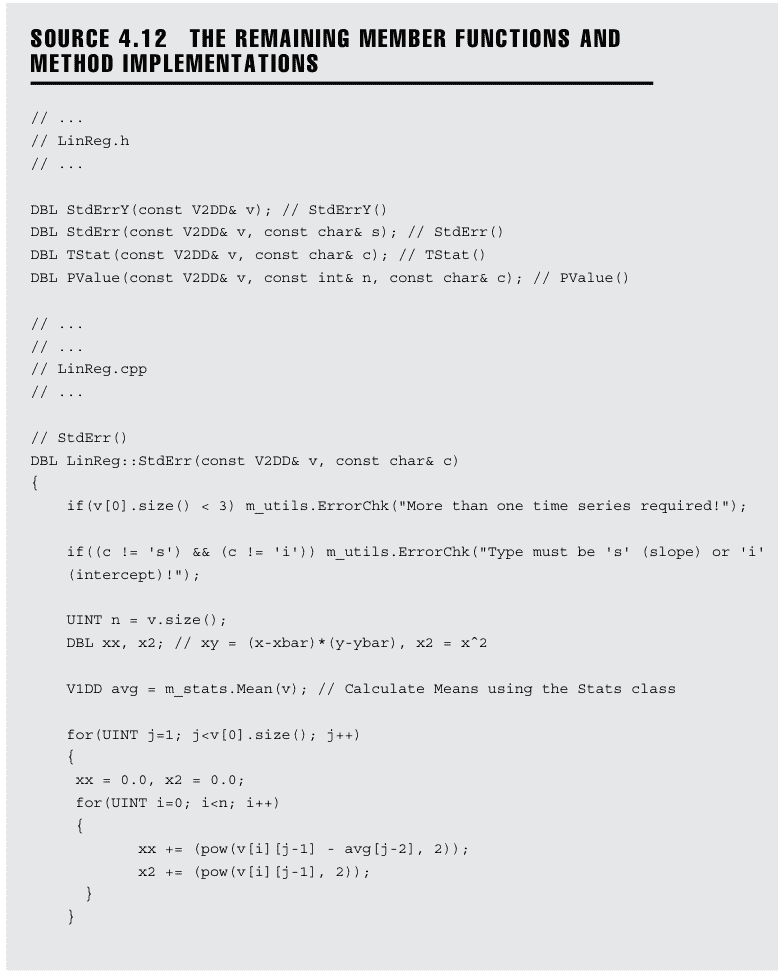 SOURCE 4.12 THE REMAINING MEMBER FUNCTIONS AND
METHOD IMPLEMENTATIONS
// ...
// LinReg.h
// ...
DBL StdErrY(const V2DD& v); // StdErrY()
DBL StdErr(const V2DD& v, const char& s); // StdErr()
DBL TStat(const V2DD& v, const char& c); // TStat()
DBL PValue(const V2DD& v, const int& n, const char& c); // PValue()
// ...
// ...
// LinReg.cpp
// ...
// StdErr()
DBL LinReg::StdErr(const V2DD& v, const char& c)
{
if(v[0].size() < 3) m_utils.ErrorChk("More than one time series required!");
if((c != 's') && (c != 'i')) m_utils.ErrorChk("Type must be 's' (slope) or 'i'
(intercept)!");
UINT n = v.size();
DBL xx, x2; // xy = (x-xbar)*(y-ybar), x2 = x^2
V1DD avg = m_stats.Mean(v); // Calculate Means using the Stats class
for(UINT j=1; j<v[0].size(); j++)
{
xx = 0.0, x2 = 0.0;
for(UINT i=0; i<n; i++)
{
xx += (pow(v[i][j-1] - avg[j-2], 2));
x2 += (pow(v[i][j-1], 2));
}
}